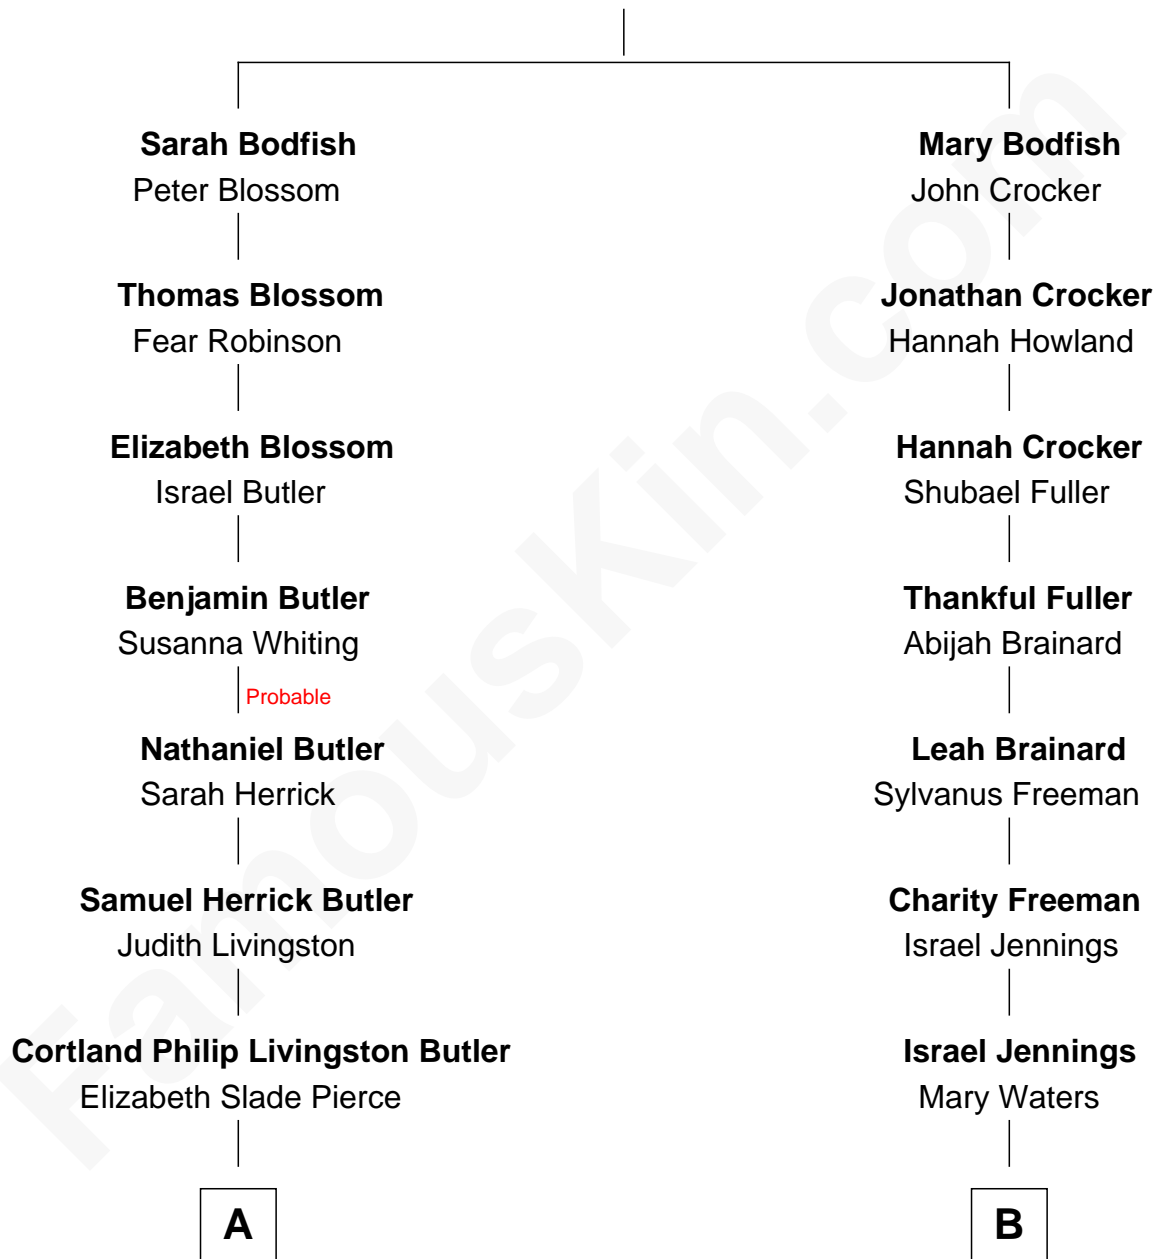 Sarah Bodfish
Peter Blossom
Thomas Blossom
Fear Robinson
Elizabeth Blossom
Israel Butler
Benjamin Butler
Susanna Whiting
Probable
Nathaniel Butler
Sarah Herrick
Samuel Herrick Butler
Judith Livingston
Cortland Philip Livingston Butler
Elizabeth Slade Pierce
A
Mary Bodfish
John Crocker
Jonathan Crocker
Hannah Howland
Hannah Crocker
Shubael Fuller
Thankful Fuller
Abijah Brainard
Leah Brainard
Sylvanus Freeman
Charity Freeman
Israel Jennings
Israel Jennings
Mary Waters
B
FamousKin.com